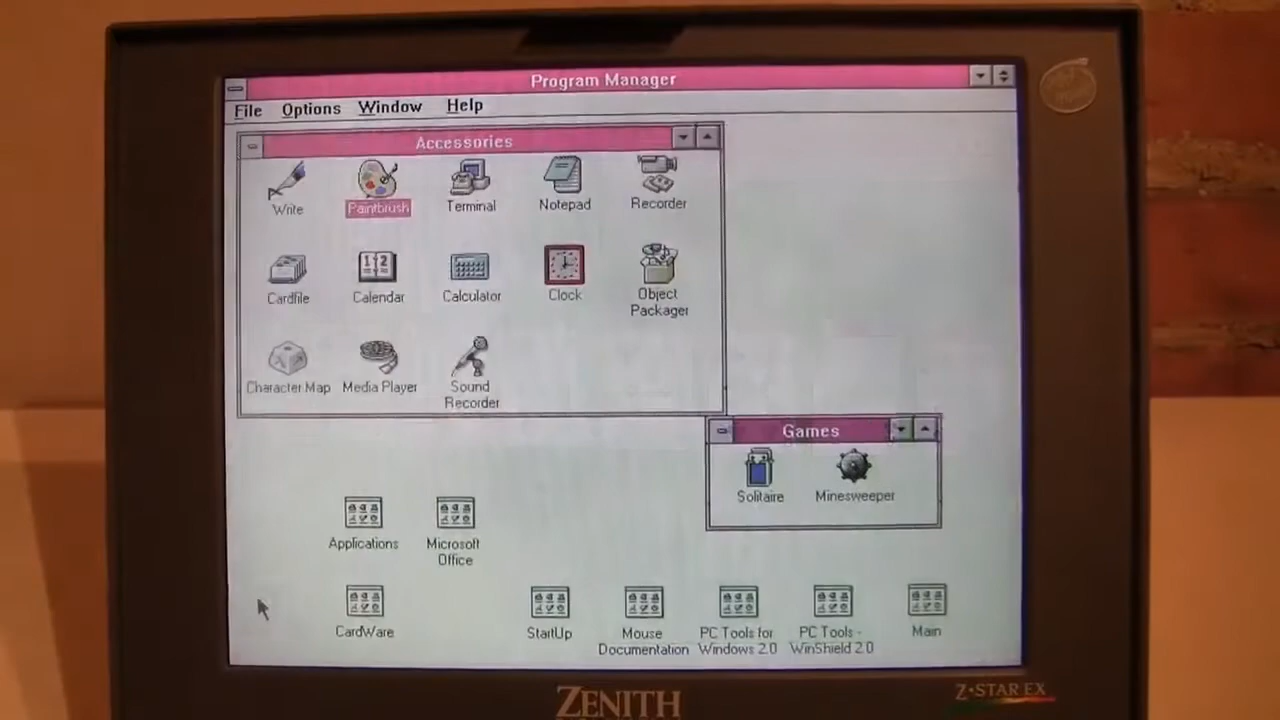 Program Manager
File Options Window Help
Accessories
Write Paintbrush Terminal Notepad Recorder
Cardfile Calendar Calculator Clock Object
Packager
Character Map Media Player Sound
Recorder
Games
Solitaire Minesweeper
Applications Microsoft
Office
CardWare StartUp Mouse
Documentation PC Tools for
Windows 2.0 PC Tools -
WinShield 2.0 Main
ZENITH
Z•STAR EX